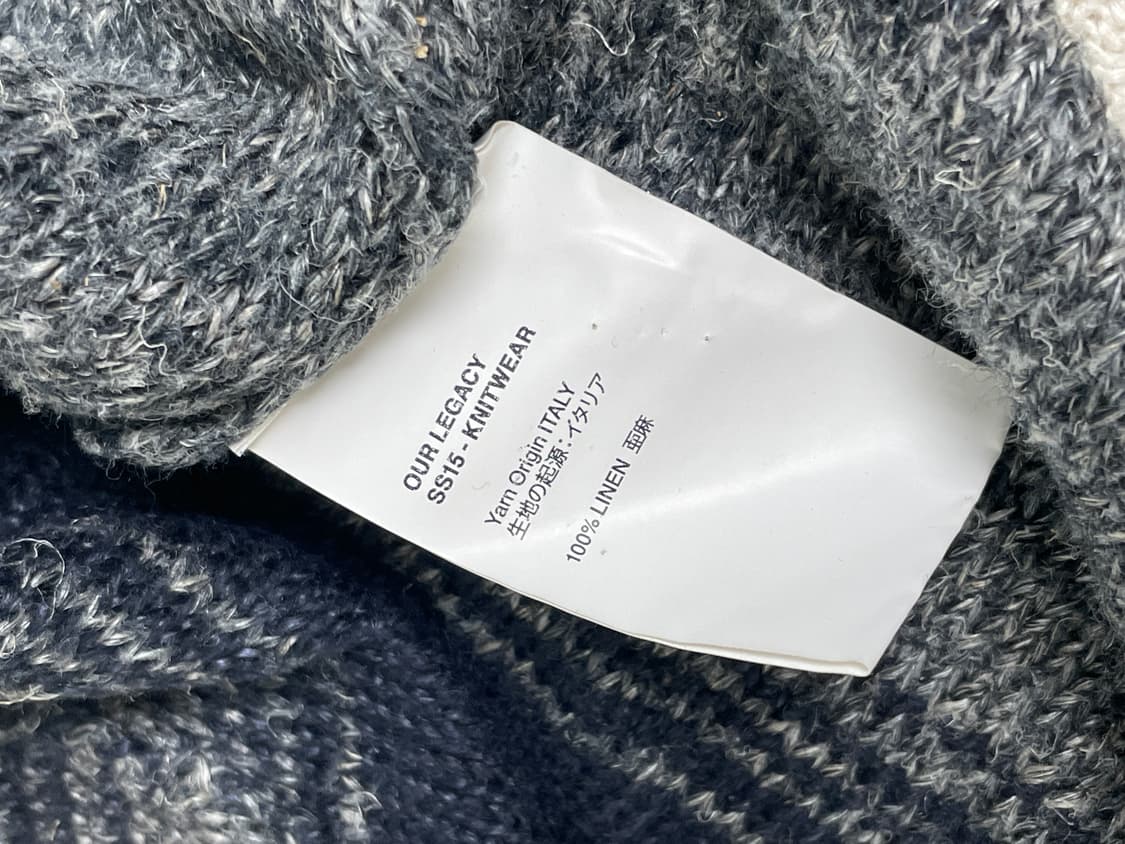 OUR LEGACY
SS15 - KNITWEAR
Yarn Origin ITALY
生地の起源：イタリア
100% LINEN 亜麻